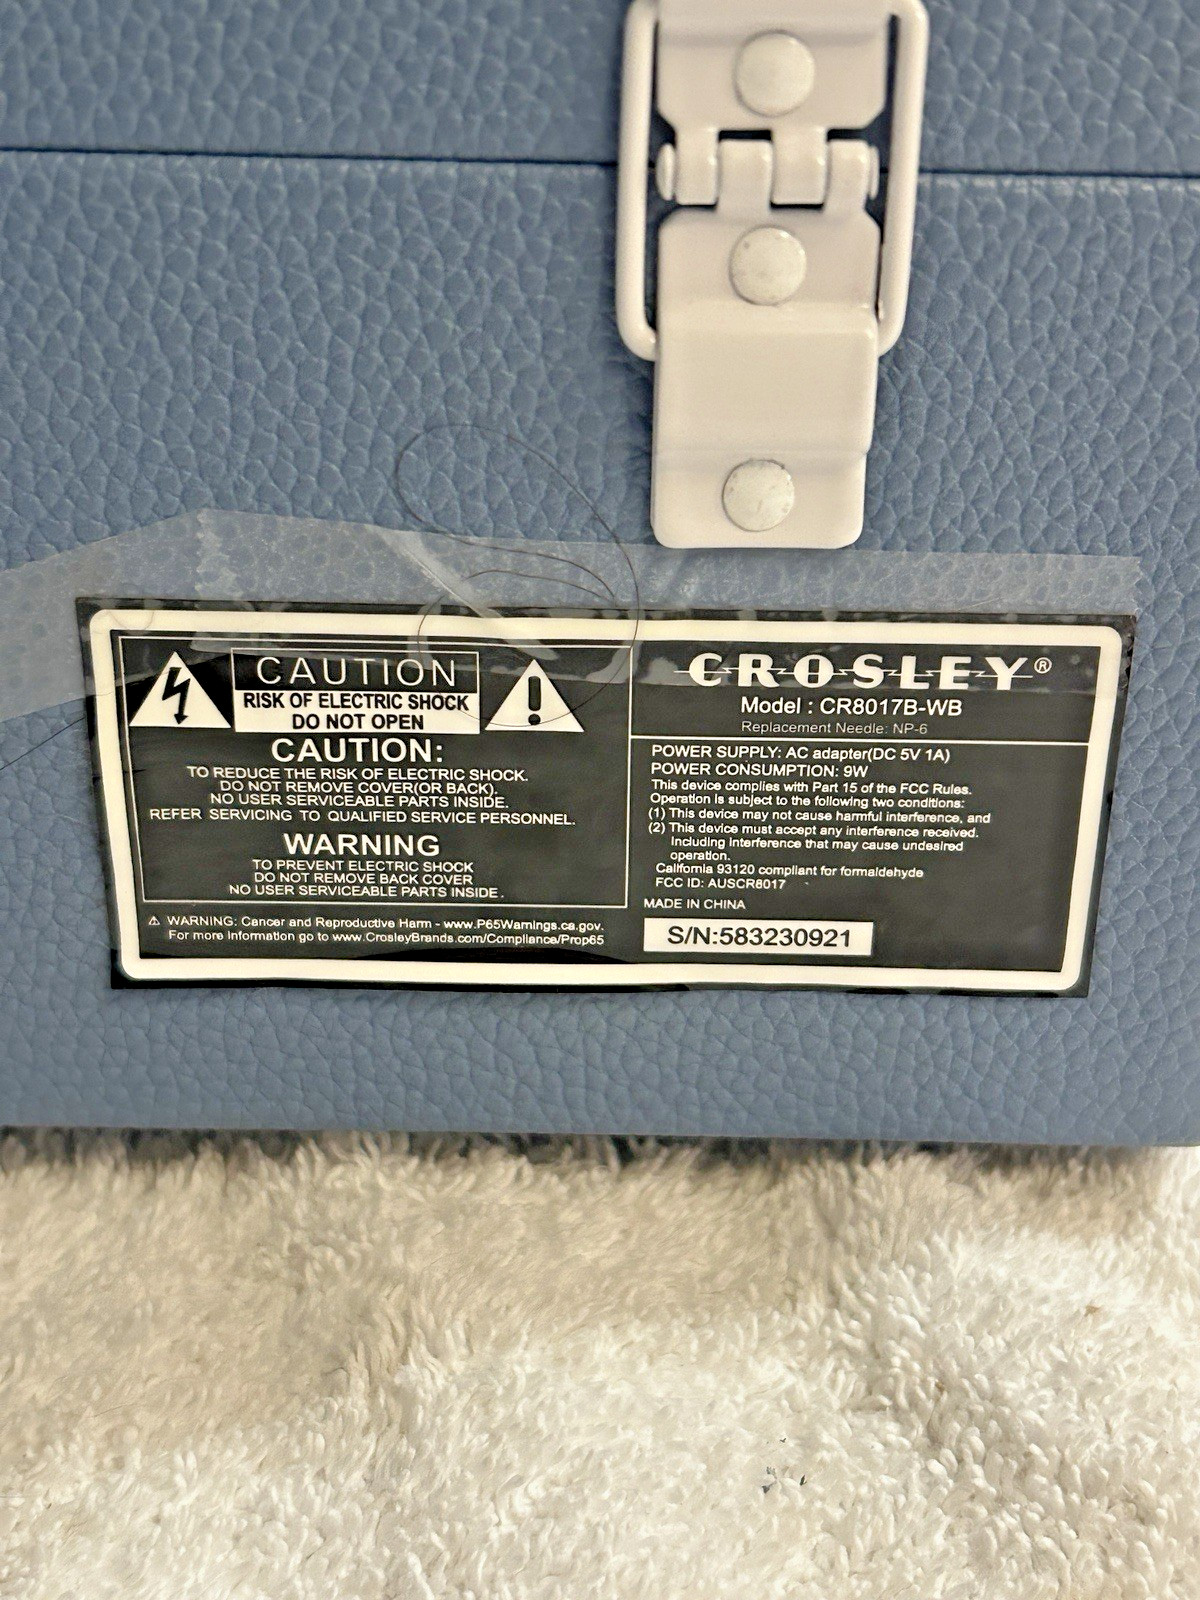 CAUTION
RISK OF ELECTRIC SHOCK
DO NOT OPEN
CAUTION:
TO REDUCE THE RISK OF ELECTRIC SHOCK.
DO NOT REMOVE COVER(OR BACK).
NO USER SERVICEABLE PARTS INSIDE.
REFER SERVICING TO QUALIFIED SERVICE PERSONNEL.
WARNING
TO PREVENT ELECTRIC SHOCK
DO NOT REMOVE BACK COVER
NO USER SERVICEABLE PARTS INSIDE.
⚠ WARNING: Cancer and Reproductive Harm - www.P65Warnings.ca.gov.
For more information go to www.CrosleyBrands.com/Compliance/Prop65
CROSLEY®
Model : CR8017B-WB
Replacement Needle: NP-6
POWER SUPPLY: AC adapter(DC 5V 1A)
POWER CONSUMPTION: 9W
This device complies with Part 15 of the FCC Rules.
Operation is subject to the following two conditions:
(1) This device may not cause harmful interference, and
(2) This device must accept any interference received.
Including interference that may cause undesired
operation.
California 93120 compliant for formaldehyde
FCC ID: AUSCR8017
MADE IN CHINA
S/N:583230921